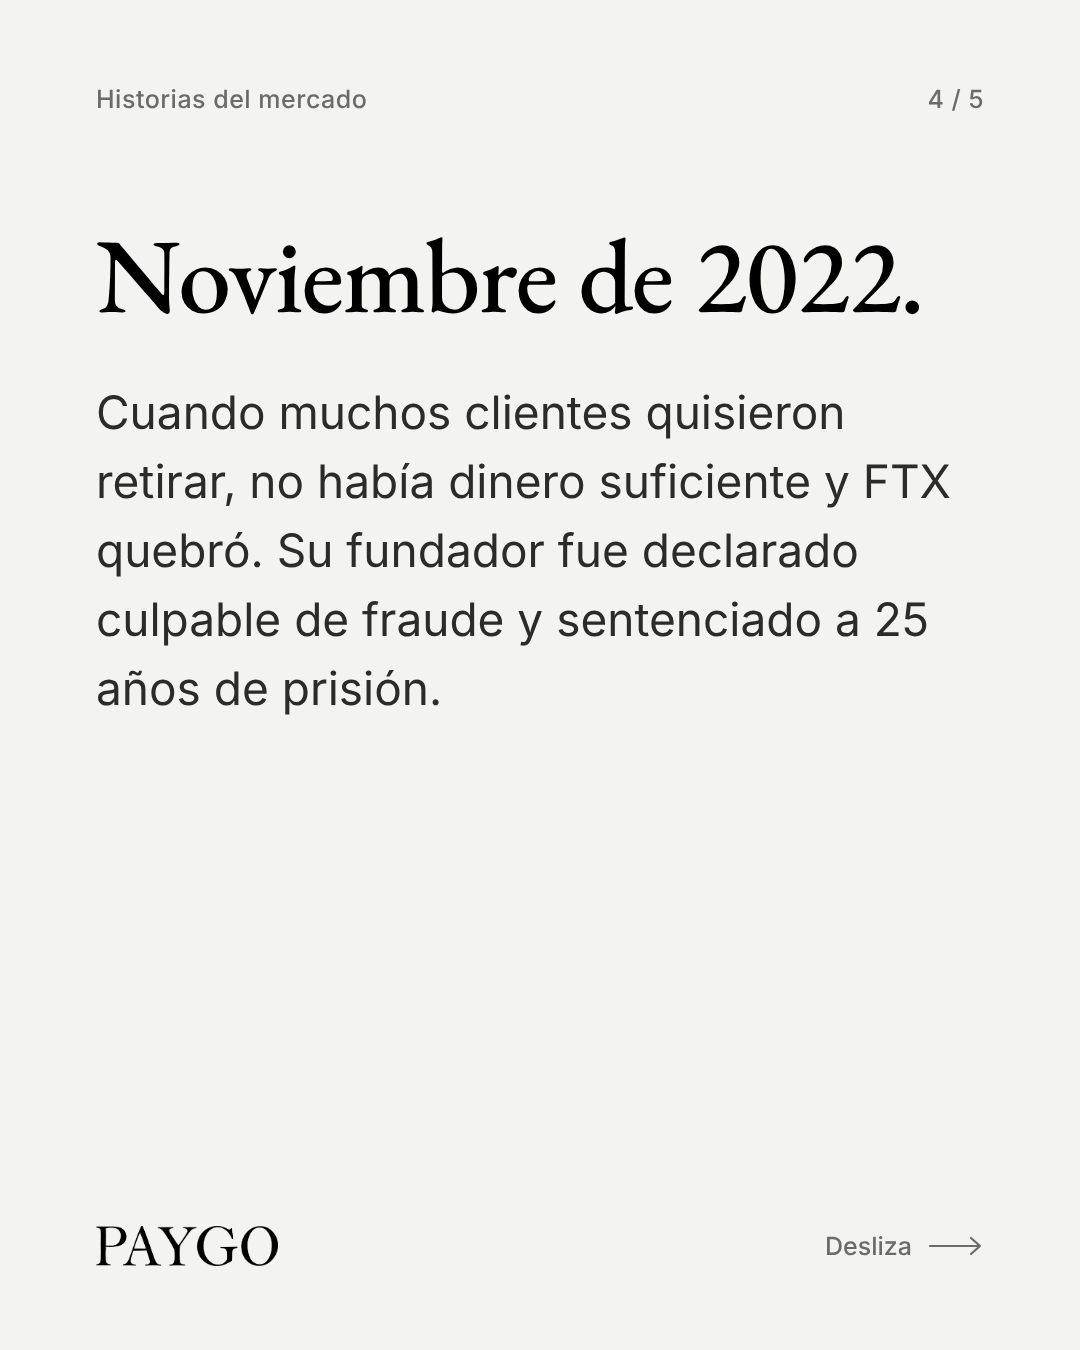 Historias del mercado
4 / 5
Noviembre de 2022.
Cuando muchos clientes quisieron
retirar, no había dinero suficiente y FTX
quebró. Su fundador fue declarado
culpable de fraude y sentenciado a 25
años de prisión.
PAYGO
Desliza